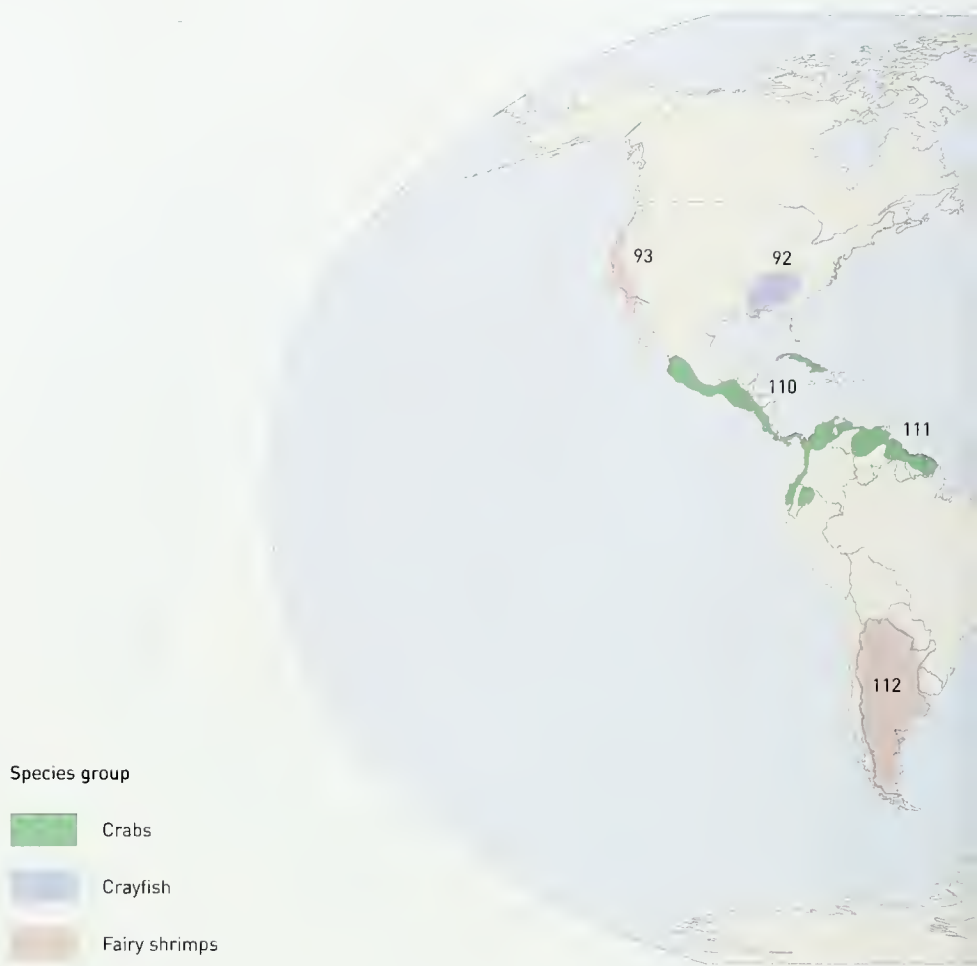 93
92
110
111
112
Species group
Crabs
Crayfish
Fairy shrimps